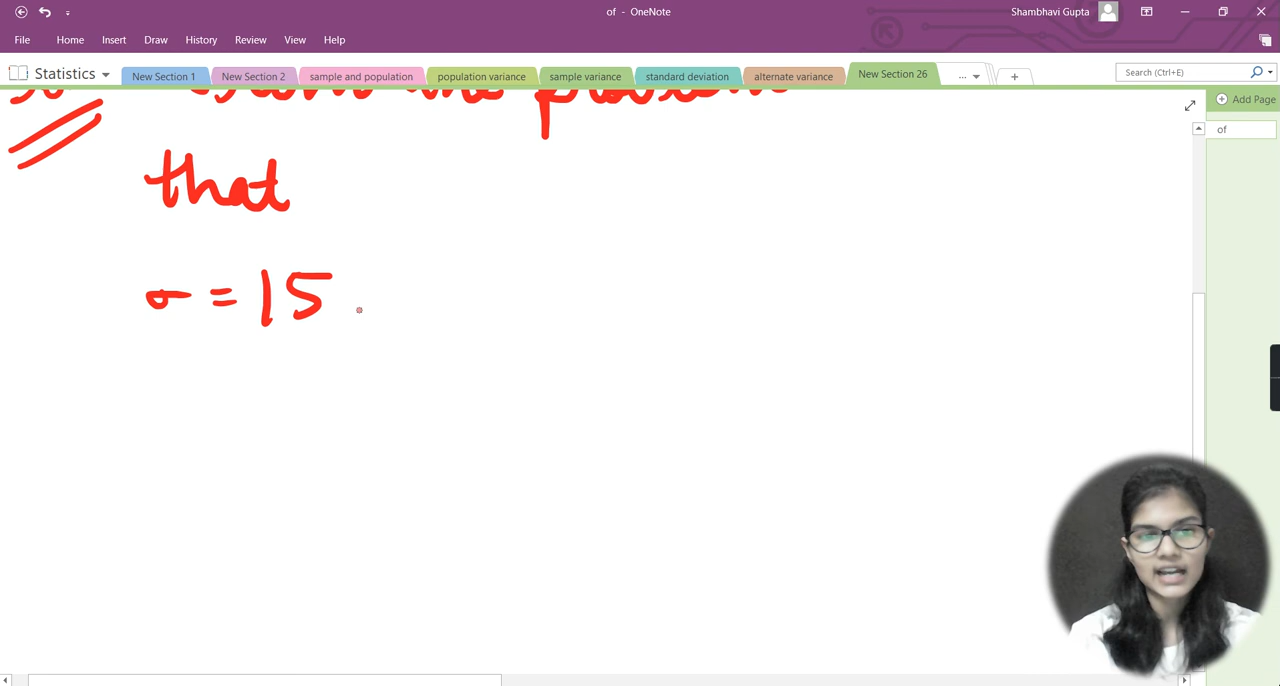 of - OneNote
Shambhavi Gupta
File Home Insert Draw History Review View Help
Statistics
New Section 1
New Section 2
sample and population
population variance
sample variance
standard deviation
alternate variance
New Section 26
...
+
Search (Ctrl+E)
Add Page
of
the problem
that
σ = 15